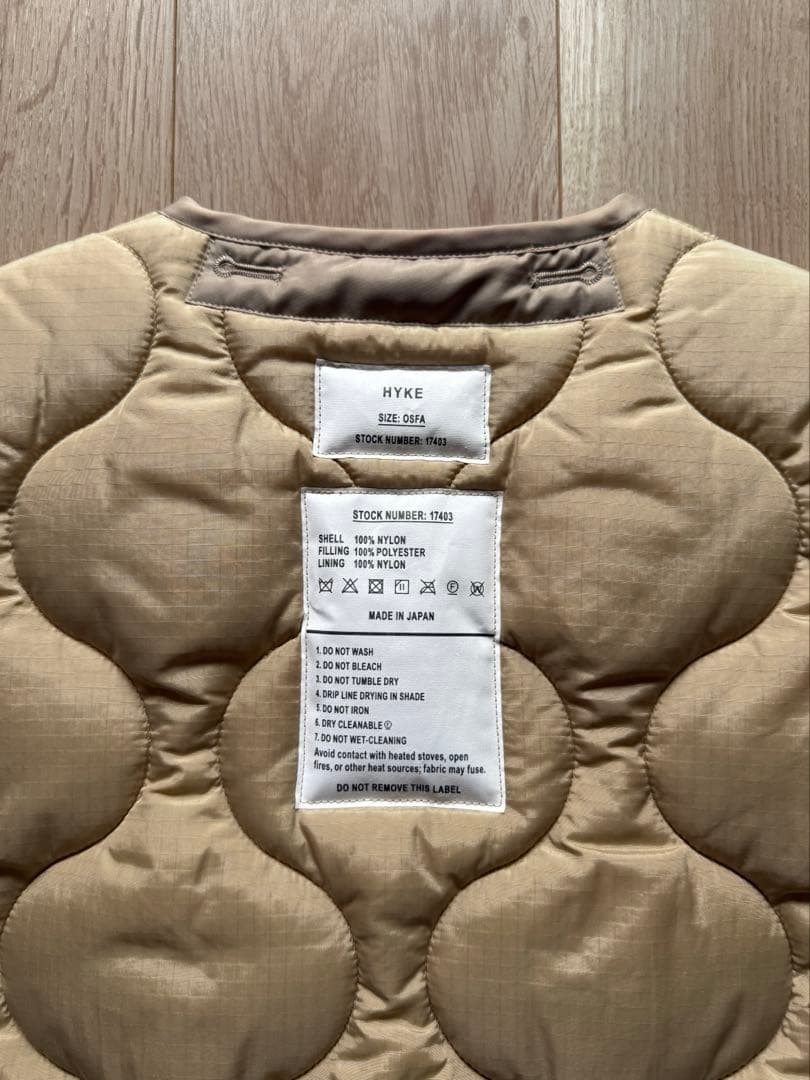 HYKE
SIZE: OSFA
STOCK NUMBER: 17403
STOCK NUMBER: 17403
SHELL 100% NYLON
FILLING 100% POLYESTER
LINING 100% NYLON
MADE IN JAPAN
1. DO NOT WASH
2. DO NOT BLEACH
3. DO NOT TUMBLE DRY
4. DRIP LINE DRYING IN SHADE
5. DO NOT IRON
6. DRY CLEANABLE Ⓕ
7. DO NOT WET-CLEANING
Avoid contact with heated stoves, open
fires, or other heat sources; fabric may fuse.
DO NOT REMOVE THIS LABEL